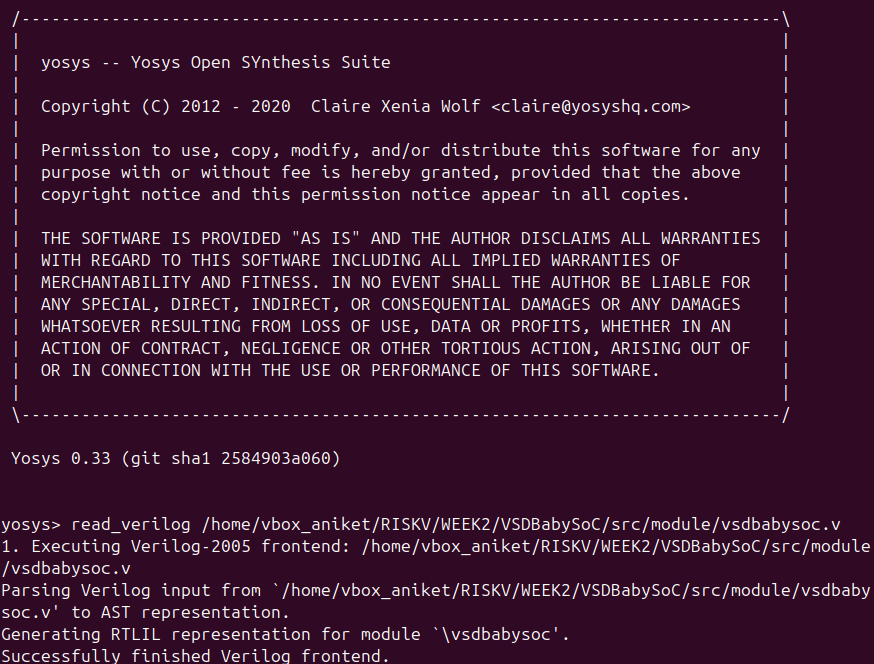 /----------------------------------------------------------------------------\
|                                                                            |
|  yosys -- Yosys Open SYnthesis Suite                                       |
|                                                                            |
|  Copyright (C) 2012 - 2020  Claire Xenia Wolf <claire@yosyshq.com>         |
|                                                                            |
|  Permission to use, copy, modify, and/or distribute this software for any  |
|  purpose with or without fee is hereby granted, provided that the above    |
|  copyright notice and this permission notice appear in all copies.         |
|                                                                            |
|  THE SOFTWARE IS PROVIDED "AS IS" AND THE AUTHOR DISCLAIMS ALL WARRANTIES  |
|  WITH REGARD TO THIS SOFTWARE INCLUDING ALL IMPLIED WARRANTIES OF          |
|  MERCHANTABILITY AND FITNESS. IN NO EVENT SHALL THE AUTHOR BE LIABLE FOR   |
|  ANY SPECIAL, DIRECT, INDIRECT, OR CONSEQUENTIAL DAMAGES OR ANY DAMAGES    |
|  WHATSOEVER RESULTING FROM LOSS OF USE, DATA OR PROFITS, WHETHER IN AN     |
|  ACTION OF CONTRACT, NEGLIGENCE OR OTHER TORTIOUS ACTION, ARISING OUT OF   |
|  OR IN CONNECTION WITH THE USE OR PERFORMANCE OF THIS SOFTWARE.            |
|                                                                            |
\----------------------------------------------------------------------------/
Yosys 0.33 (git sha1 2584903a060)
yosys> read_verilog /home/vbox_aniket/RISKV/WEEK2/VSDBabySoC/src/module/vsdbabysoc.v
1. Executing Verilog-2005 frontend: /home/vbox_aniket/RISKV/WEEK2/VSDBabySoC/src/module
/vsdbabysoc.v
Parsing Verilog input from `/home/vbox_aniket/RISKV/WEEK2/VSDBabySoC/src/module/vsdbaby
soc.v' to AST representation.
Generating RTLIL representation for module `\vsdbabysoc'.
Successfully finished Verilog frontend.